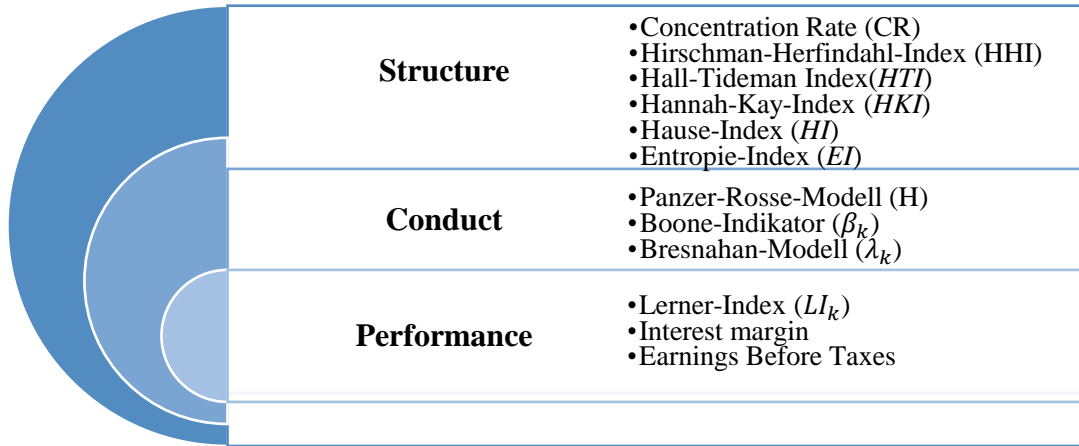 Structure
•Concentration Rate (CR)
•Hirschman-Herfindahl-Index (HHI)
•Hall-Tideman Index(HTI)
•Hannah-Kay-Index (HKI)
•Hause-Index (HI)
•Entropie-Index (EI)
Conduct
•Panzer-Rosse-Modell (H)
•Boone-Indikator (βₖ)
•Bresnahan-Modell (λₖ)
Performance
•Lerner-Index (LIₖ)
•Interest margin
•Earnings Before Taxes